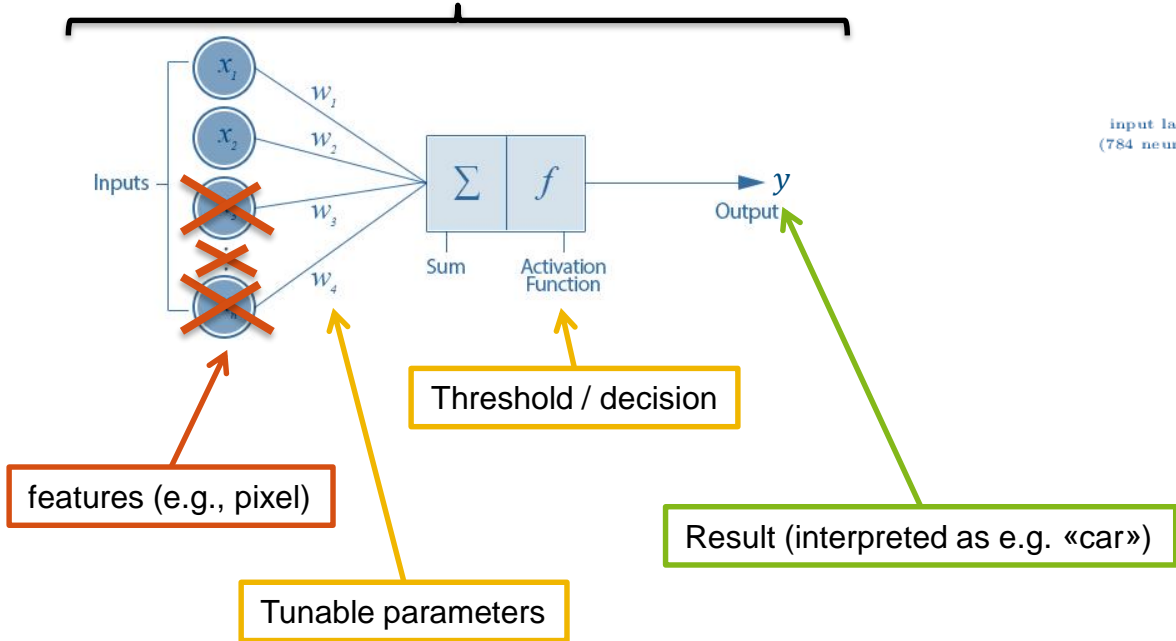 x₁
w₁
x₂
w₂
input la
(784 neur
Inputs
w₃
Σ
f
y
Output
w₄
Sum
Activation
Function
Threshold / decision
features (e.g., pixel)
Result (interpreted as e.g. «car»)
Tunable parameters